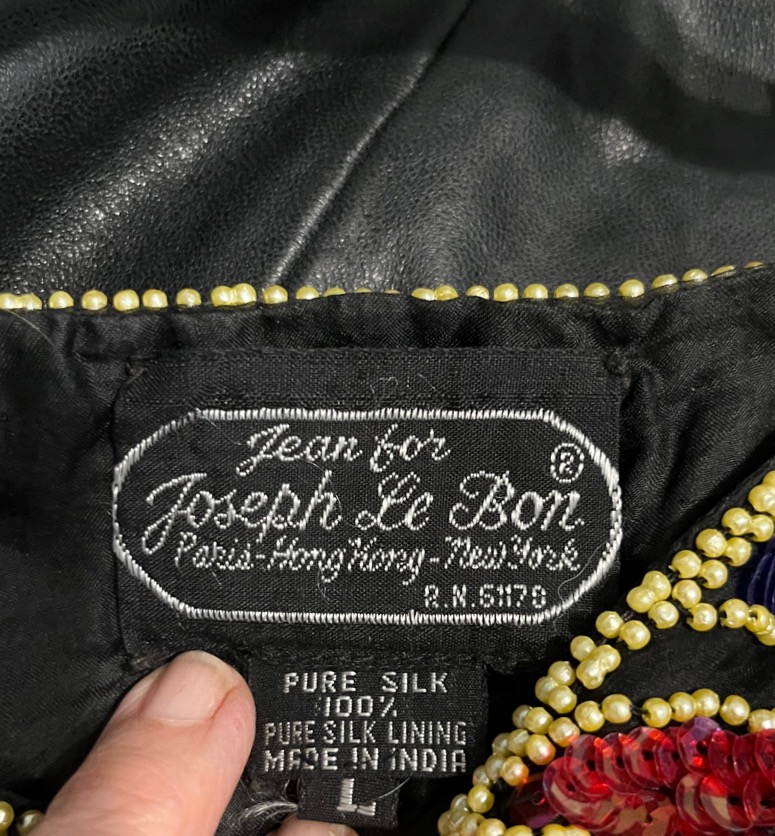 Jean for
Joseph Le Bon
®
Paris-Hong Kong-New York
R.N.61178
PURE SILK
100%
PURE SILK LINING
MADE IN INDIA
L